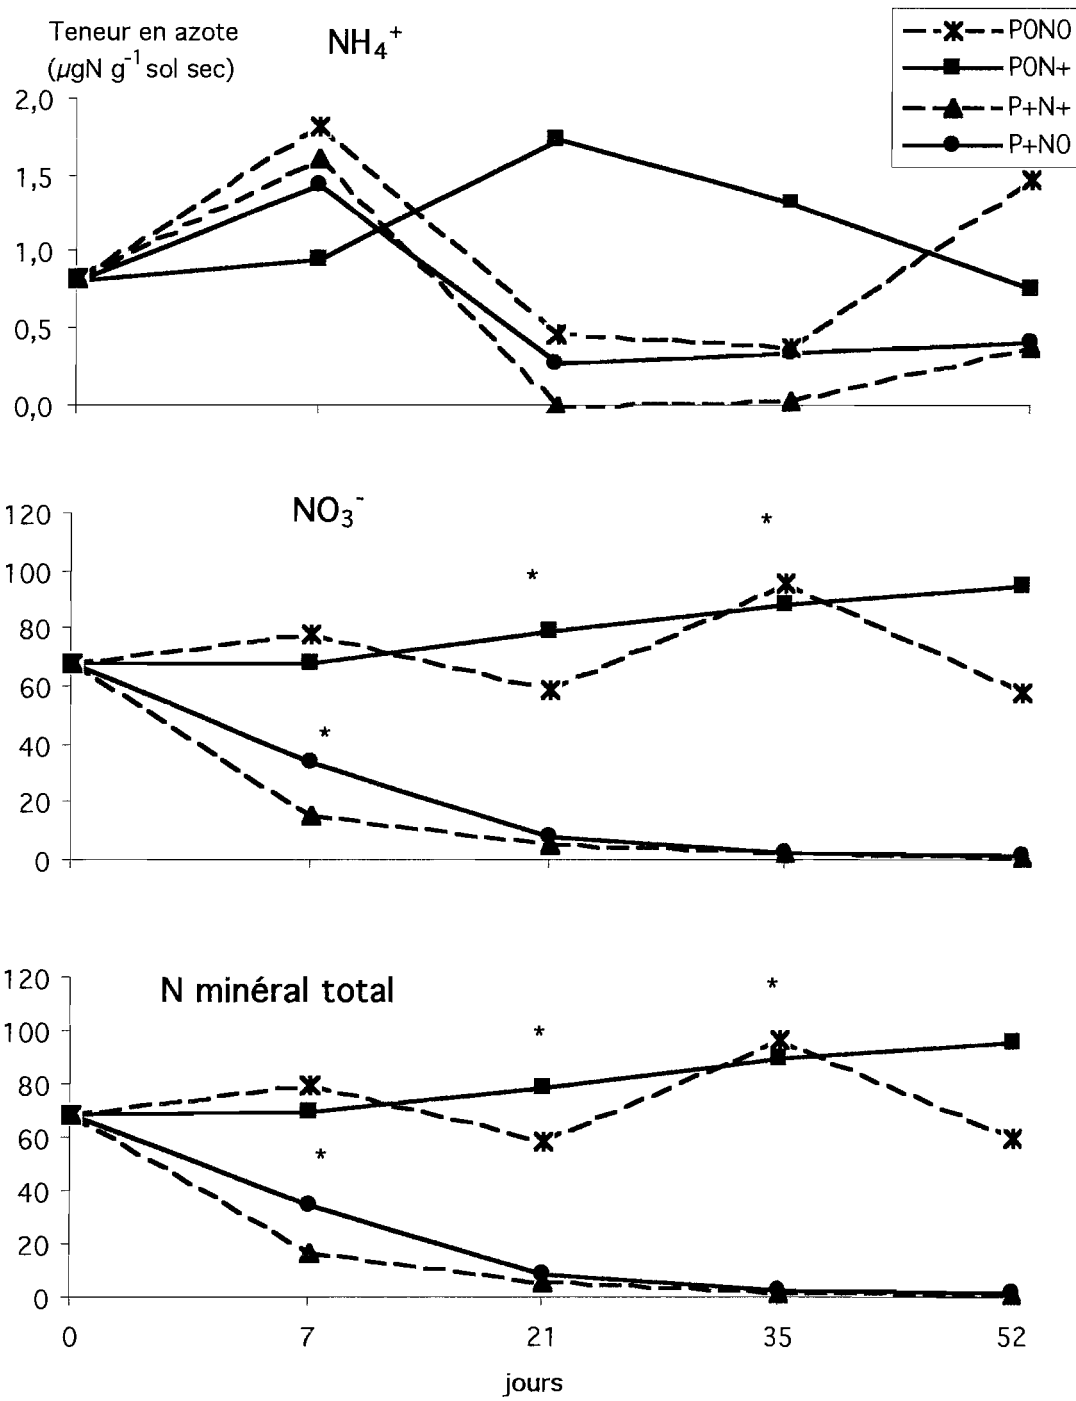 Teneur en azote
(µgN g⁻¹ sol sec)
NH₄⁺
P0N0
P0N+
P+N+
P+N0
2,0
1,5
1,0
0,5
0,0
NO₃⁻
120
100
80
60
40
20
0
*
*
*
N minéral total
120
100
80
60
40
20
0
*
*
*
0 7 21 35 52
jours